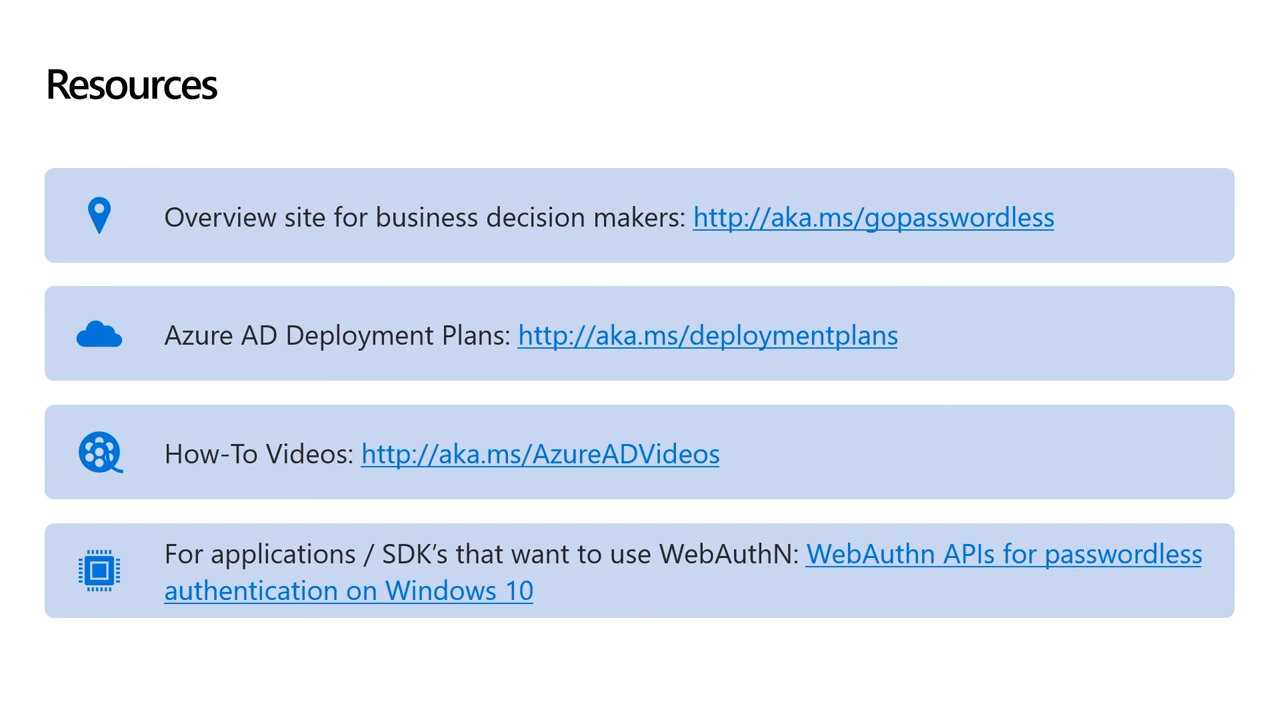 Resources
Overview site for business decision makers: http://aka.ms/gopasswordless
Azure AD Deployment Plans: http://aka.ms/deploymentplans
How-To Videos: http://aka.ms/AzureADVideos
For applications / SDK’s that want to use WebAuthN: WebAuthn APIs for passwordless
authentication on Windows 10